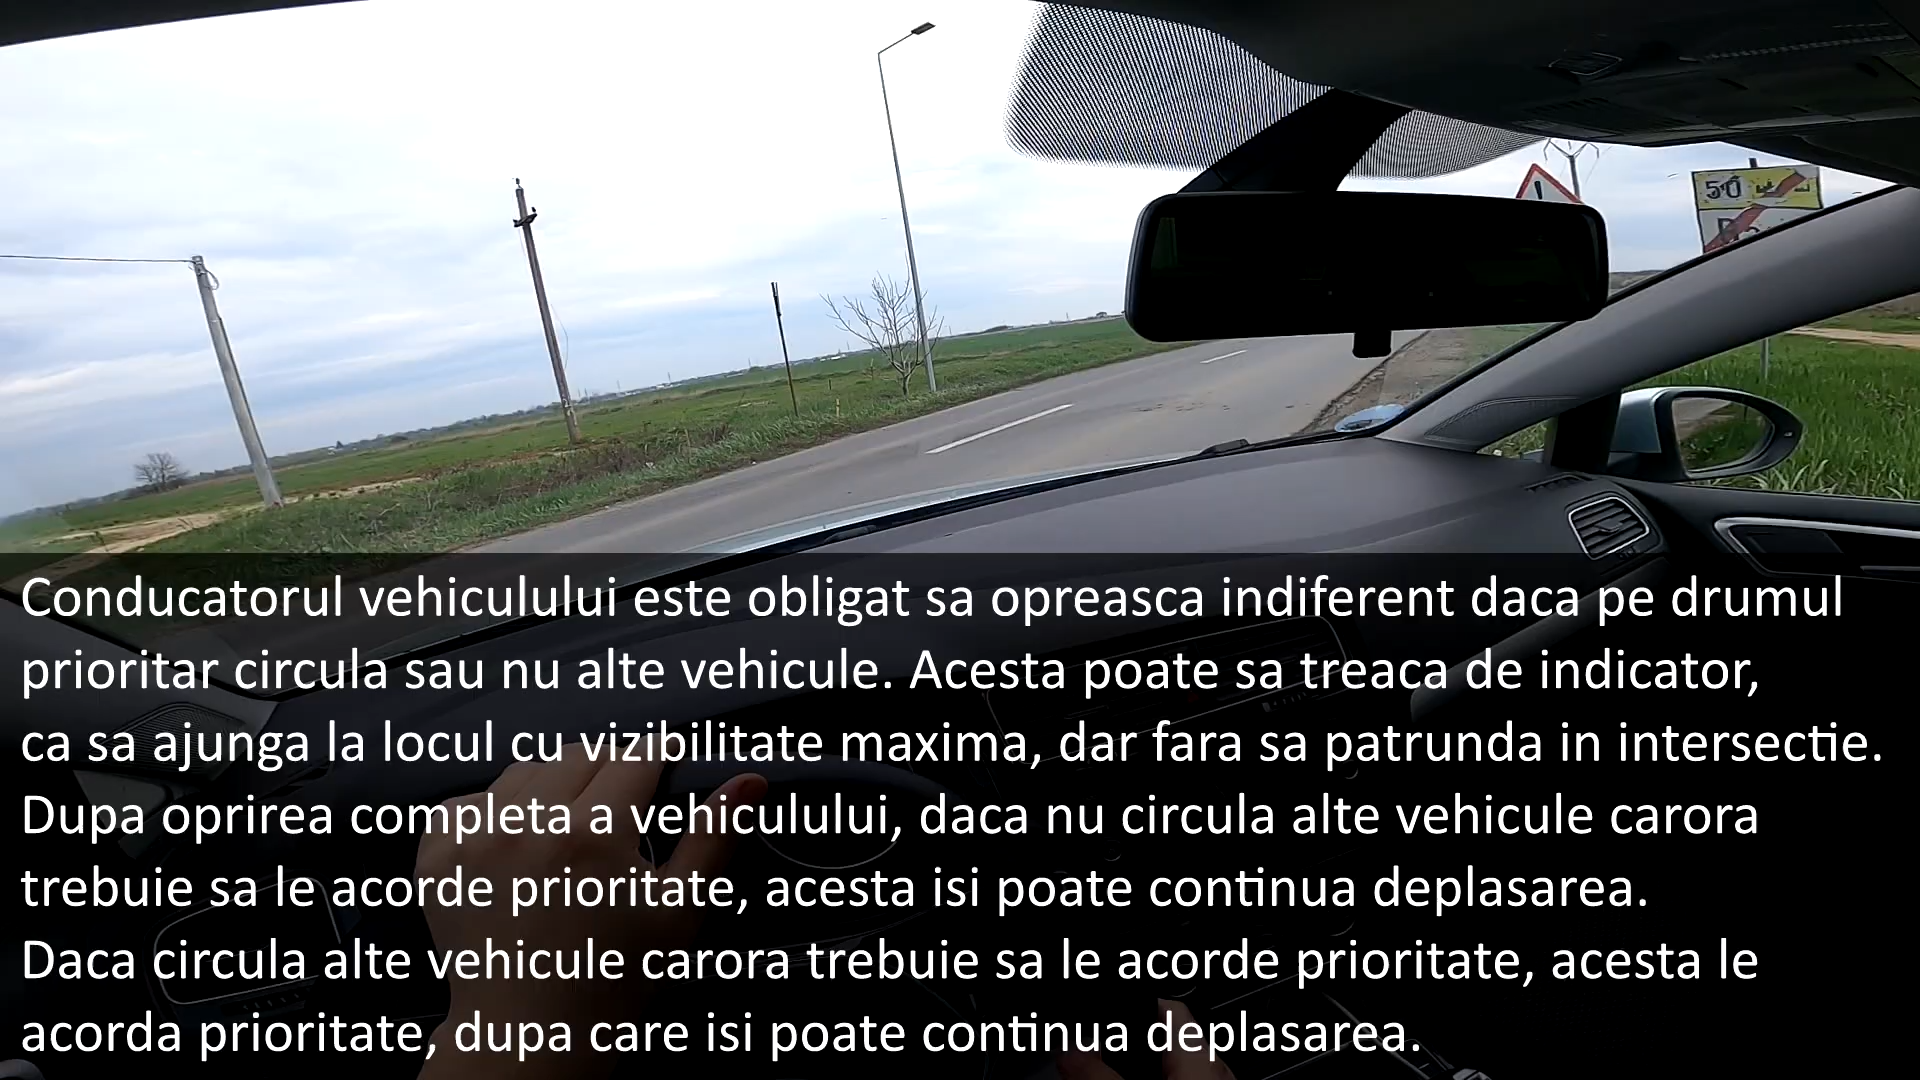 50
Conducatorul vehiculului este obligat sa opreasca indiferent daca pe drumul
prioritar circula sau nu alte vehicule. Acesta poate sa treaca de indicator,
ca sa ajunga la locul cu vizibilitate maxima, dar fara sa patrunda in intersectie.
Dupa oprirea completa a vehiculului, daca nu circula alte vehicule carora
trebuie sa le acorde prioritate, acesta isi poate continua deplasarea.
Daca circula alte vehicule carora trebuie sa le acorde prioritate, acesta le
acorda prioritate, dupa care isi poate continua deplasarea.